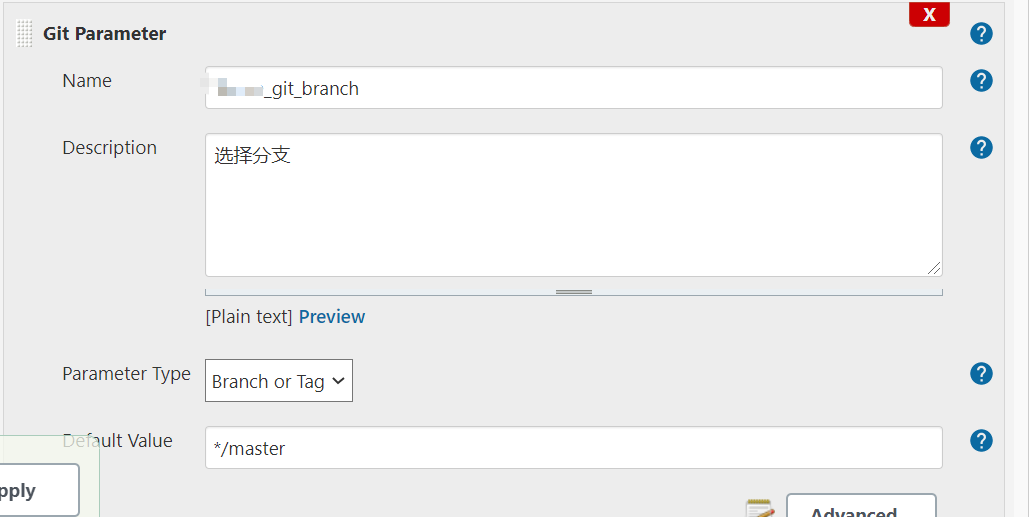 X
Git Parameter
?
Name
_git_branch
?
Description
选择分支
?
[Plain text] Preview
Parameter Type
Branch or Tag
?
Default Value
*/master
?
pply
Advanced